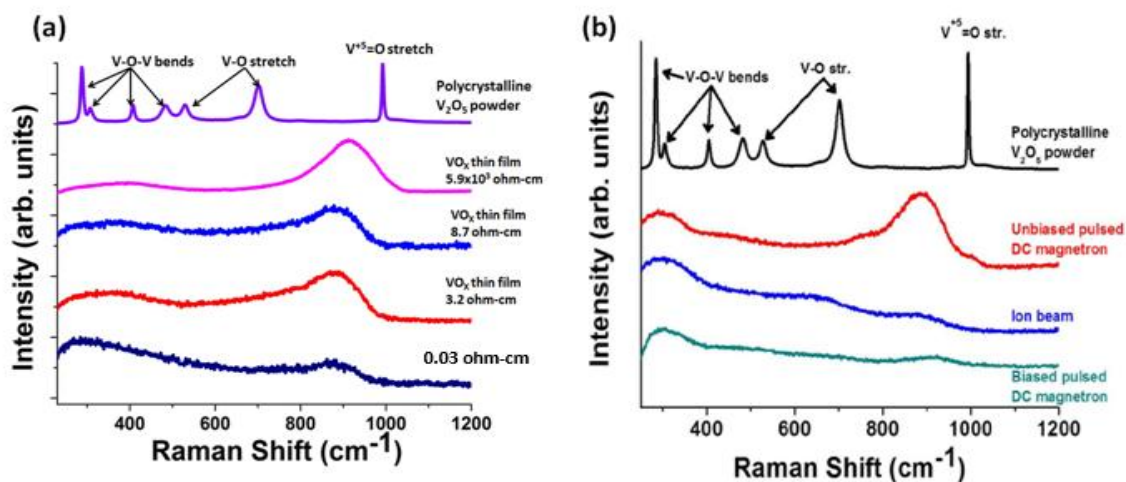 (a)
V⁺⁵=O stretch
V-O-V bends
V-O stretch
Polycrystalline
V₂O₅ powder
VOₓ thin film
5.9x10³ ohm-cm
VOₓ thin film
8.7 ohm-cm
VOₓ thin film
3.2 ohm-cm
0.03 ohm-cm
Intensity (arb. units)
400 600 800 1000 1200
Raman Shift (cm⁻¹)
(b)
V⁺⁵=O str.
V-O-V bends
V-O str.
Polycrystalline
V₂O₅ powder
Unbiased pulsed
DC magnetron
Ion beam
Biased pulsed
DC magnetron
Intensity (arb. units)
400 600 800 1000 1200
Raman Shift (cm⁻¹)